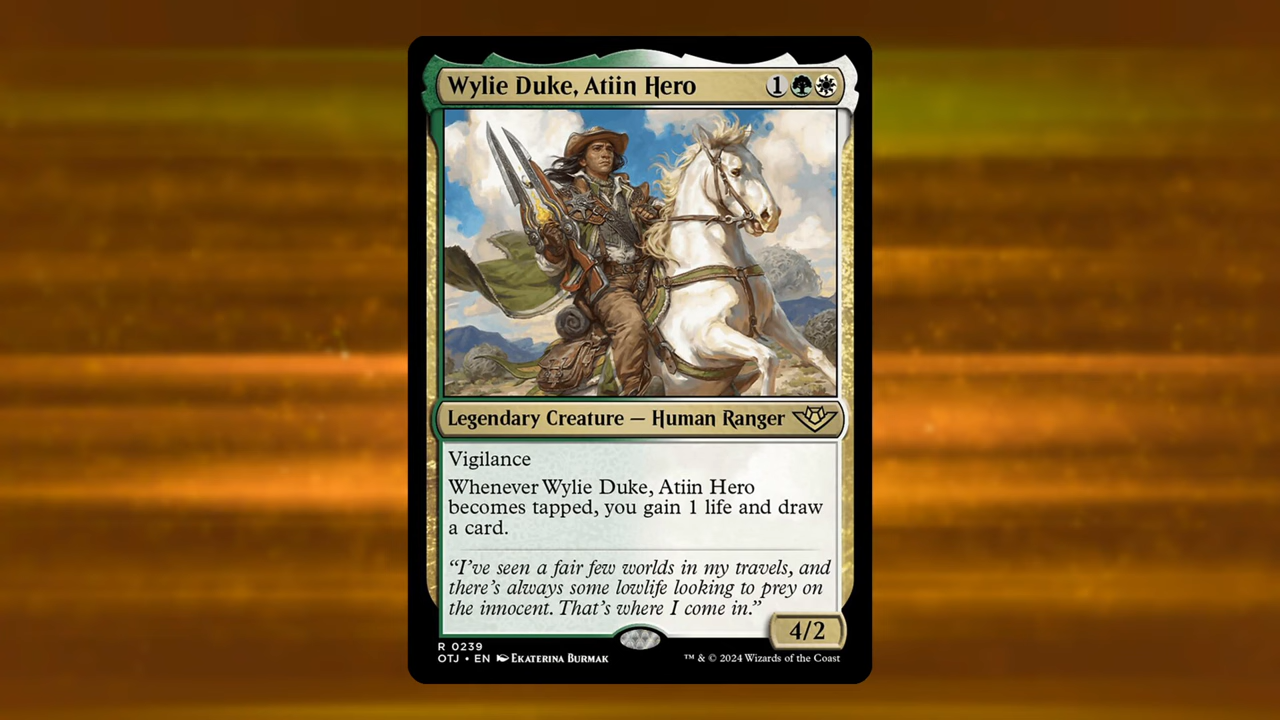 Wylie Duke, Atiin Hero 1
Legendary Creature — Human Ranger
Vigilance
Whenever Wylie Duke, Atiin Hero
becomes tapped, you gain 1 life and draw
a card.
“I’ve seen a fair few worlds in my travels, and
there’s always some lowlife looking to prey on
the innocent. That’s where I come in.”
4/2
R 0239
OTJ • EN Ekaterina Burmak
™ & © 2024 Wizards of the Coast